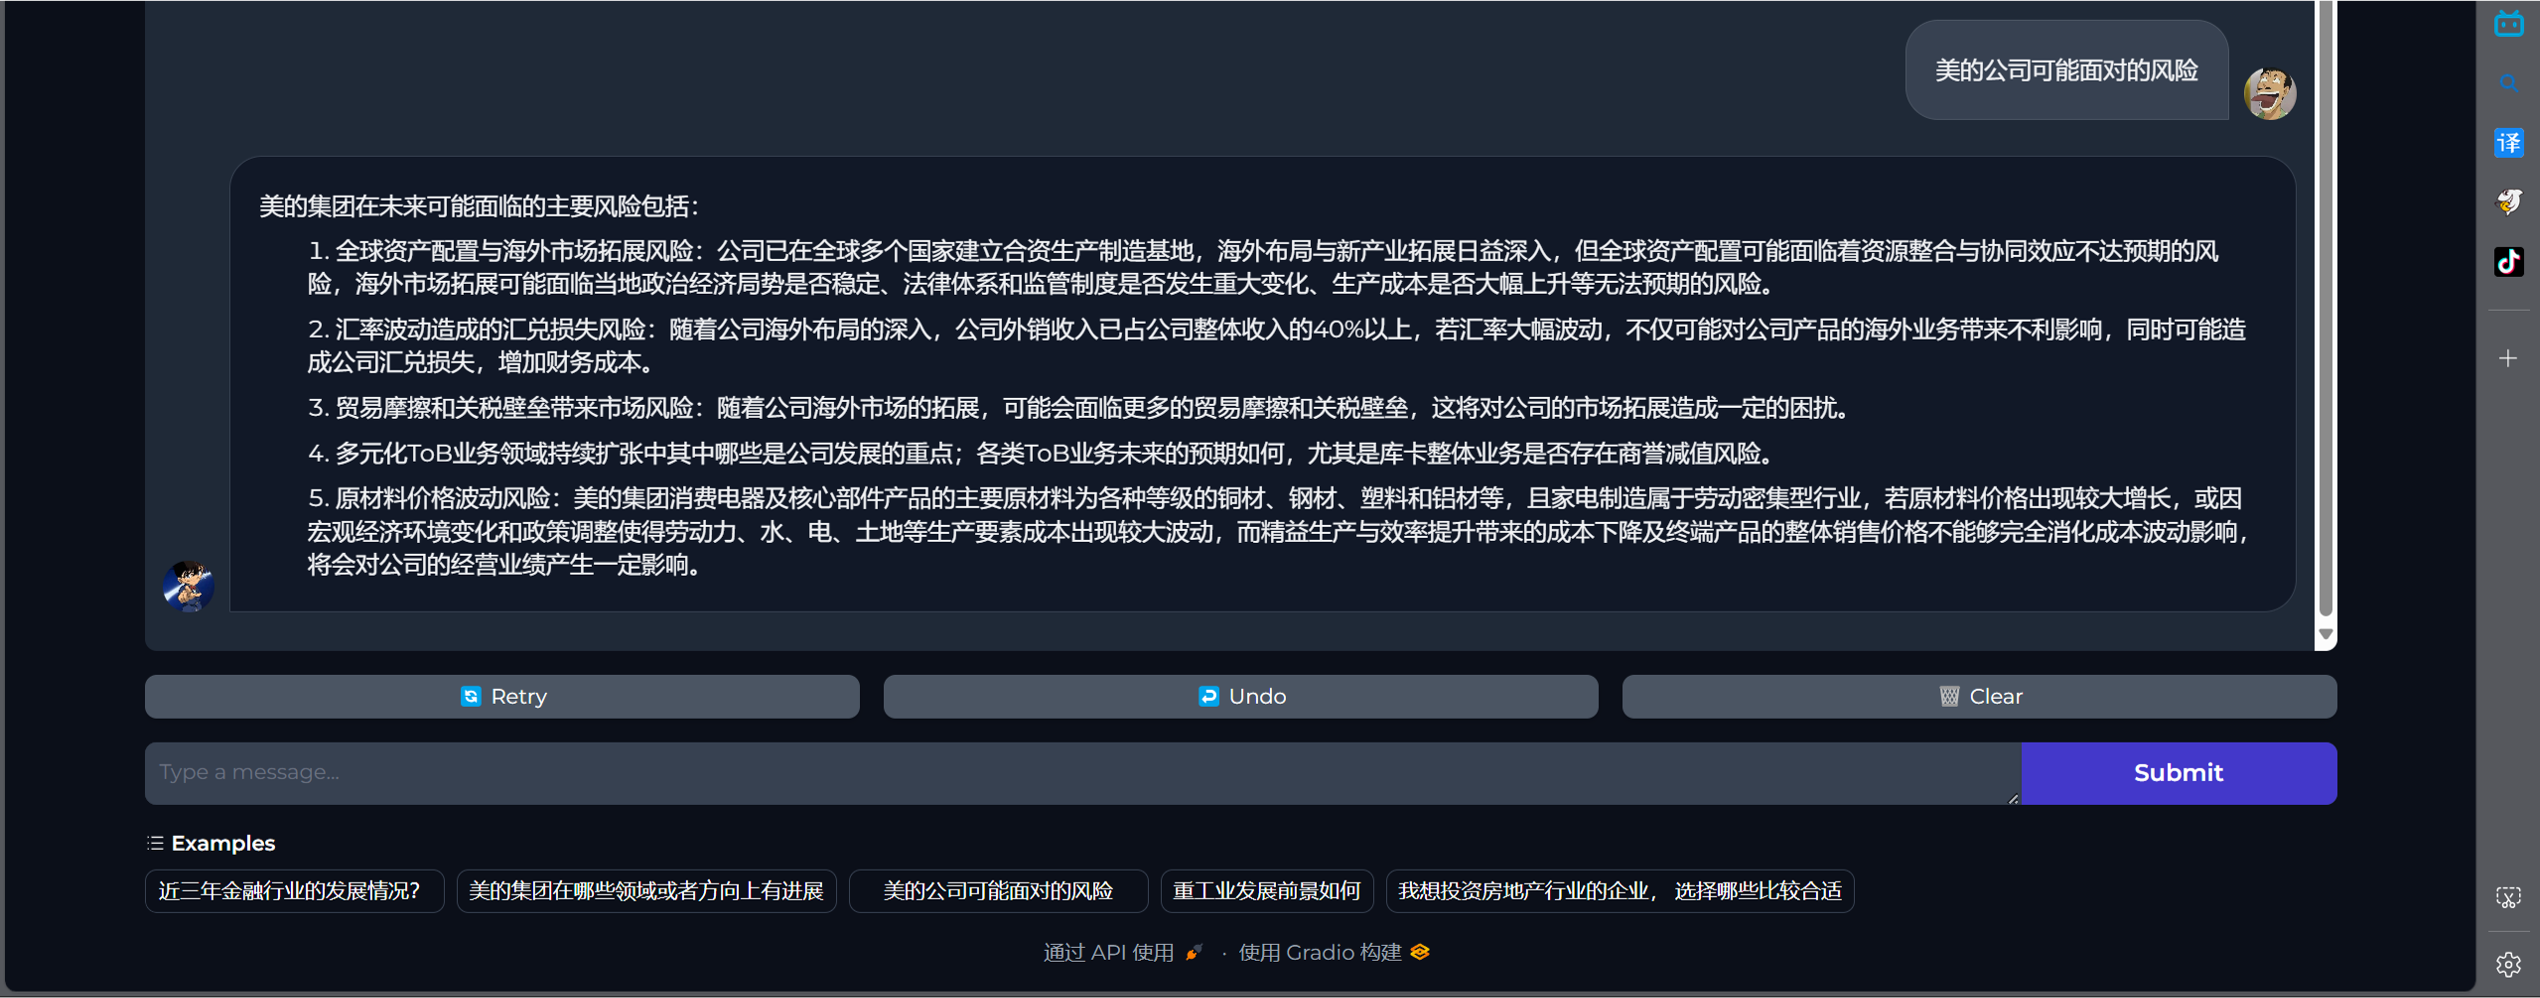 美的公司可能面对的风险
美的集团在未来可能面临的主要风险包括：
1. 全球资产配置与海外市场拓展风险：公司已在全球多个国家建立合资生产制造基地，海外布局与新产业拓展日益深入，但全球资产配置可能面临着资源整合与协同效应不达预期的风
险，海外市场拓展可能面临当地政治经济局势是否稳定、法律体系和监管制度是否发生重大变化、生产成本是否大幅上升等无法预期的风险。
2. 汇率波动造成的汇兑损失风险：随着公司海外布局的深入，公司外销收入已占公司整体收入的40%以上，若汇率大幅波动，不仅可能对公司产品的海外业务带来不利影响，同时可能造
成公司汇兑损失，增加财务成本。
3. 贸易摩擦和关税壁垒带来市场风险：随着公司海外市场的拓展，可能会面临更多的贸易摩擦和关税壁垒，这将对公司的市场拓展造成一定的困扰。
4. 多元化ToB业务领域持续扩张中其中哪些是公司发展的重点；各类ToB业务未来的预期如何，尤其是库卡整体业务是否存在商誉减值风险。
5. 原材料价格波动风险：美的集团消费电器及核心部件产品的主要原材料为各种等级的铜材、钢材、塑料和铝材等，且家电制造属于劳动密集型行业，若原材料价格出现较大增长，或因
宏观经济环境变化和政策调整使得劳动力、水、电、土地等生产要素成本出现较大波动，而精益生产与效率提升带来的成本下降及终端产品的整体销售价格不能够完全消化成本波动影响，
将会对公司的经营业绩产生一定影响。
Retry
Undo
Clear
Type a message...
Submit
Examples
近三年金融行业的发展情况？
美的集团在哪些领域或者方向上有进展
美的公司可能面对的风险
重工业发展前景如何
我想投资房地产行业的企业， 选择哪些比较合适
通过 API 使用 · 使用 Gradio 构建
译